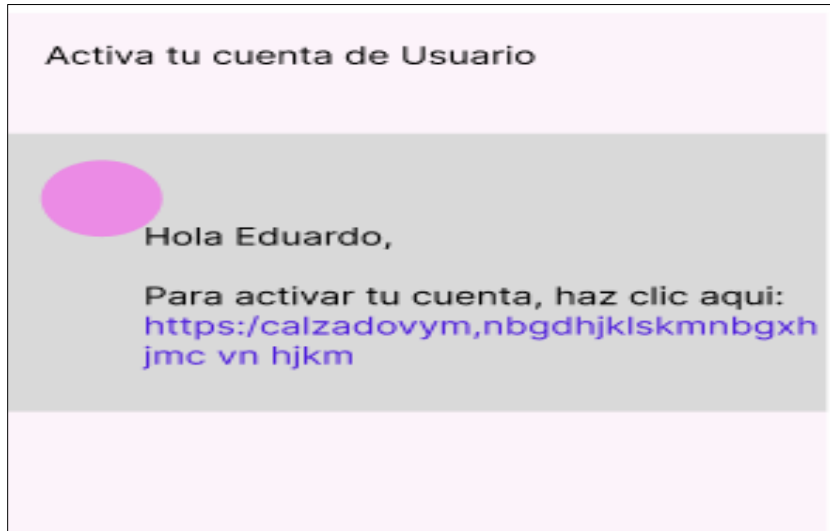 Activa tu cuenta de Usuario
Hola Eduardo,
Para activar tu cuenta, haz clic aqui:
https:/calzadovym,nbgdhjklskmnbgxh
jmc vn hjkm